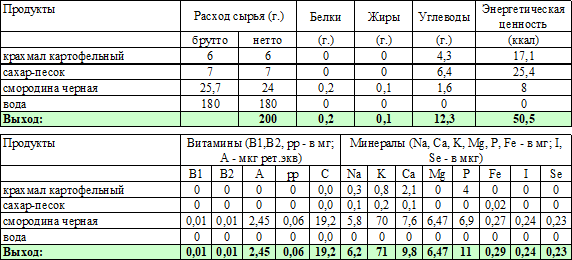 Продукты Расход сырья (г.) Белки Жиры Углеводы Энергетическая ценность
брутто нетто (г.) (г.) (г.) (ккал)
крахмал картофельный 6 6 0 0 4,3 17,1
сахар-песок 7 7 0 0 6,4 25,4
смородина черная 25,7 24 0,2 0,1 1,6 8
вода 180 180 0 0 0 0
Выход: 200 0,2 0,1 12,3 50,5
Продукты Витамины (B1,B2, pp - в мг; А - мкг рет.экв) Минералы (Na, Ca, K, Mg, P, Fe - в мг; I, Se - в мкг)
B1 B2 A pp C Na K Ca Mg P Fe I Se
крахмал картофельный 0 0 0 0 0,0 0,3 0,8 2,1 0 4 0 0 0
сахар-песок 0 0 0 0 0,0 0,1 0,2 0,1 0 0 0,02 0 0
смородина черная 0,01 0,01 2,45 0,06 19,2 5,8 70 7,6 6,47 6,9 0,27 0,24 0,23
вода 0 0 0 0 0,0 0 0 0 0 0 0 0 0
Выход: 0,01 0,01 2,45 0,06 19,2 6,2 71 9,8 6,47 11 0,29 0,24 0,23